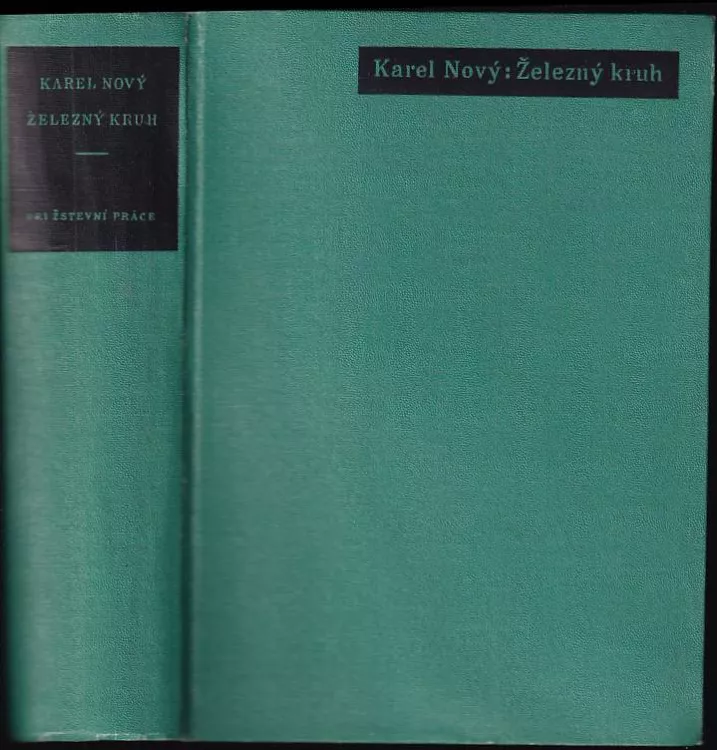 KAREL NOVÝ
ŽELEZNÝ KRUH
PRÁCE
Karel Nový: Železný kruh